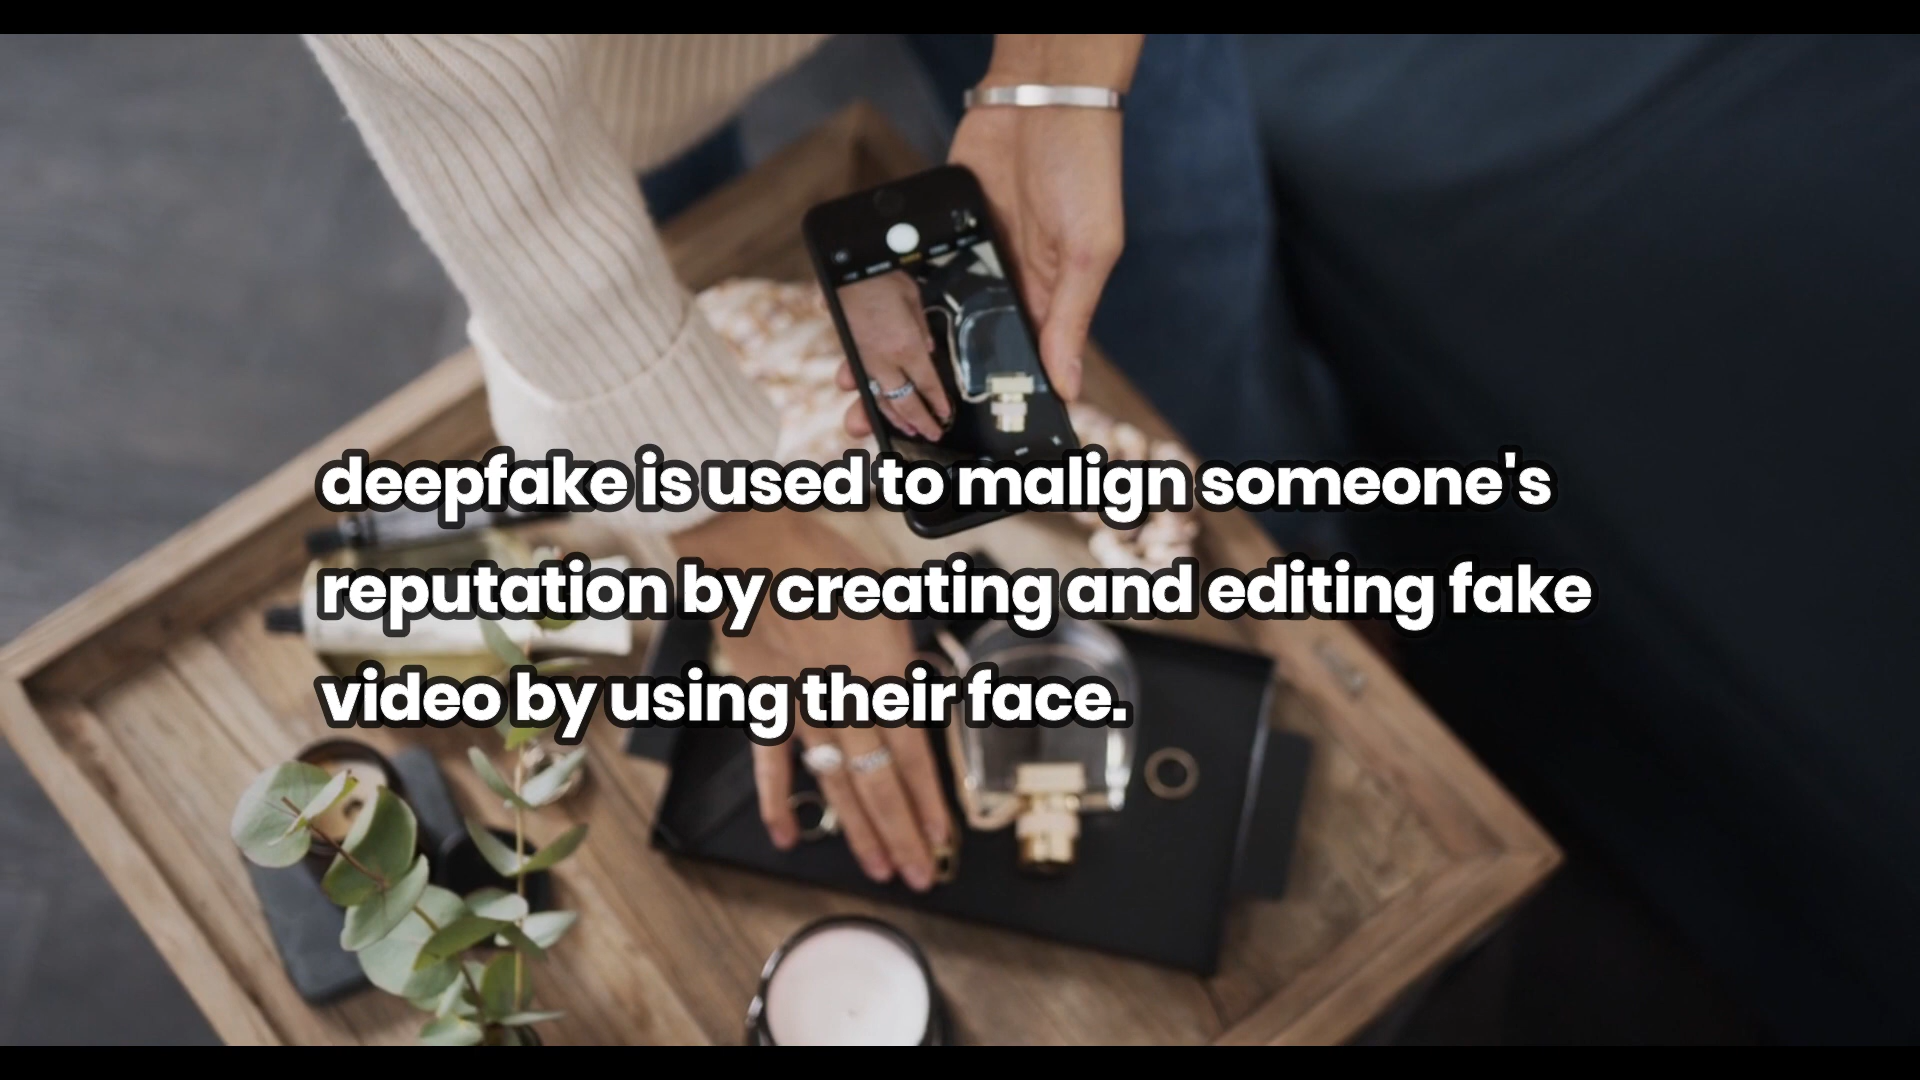 deepfake is used to malign someone's
reputation by creating and editing fake
video by using their face.